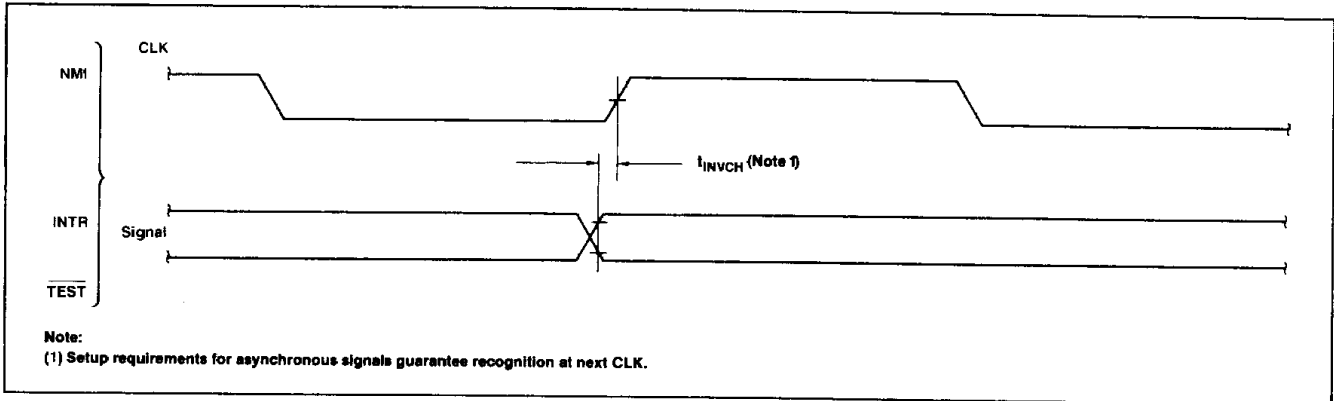 CLK
NMI
tINVCH (Note 1)
INTR
Signal
TEST
Note:
(1) Setup requirements for asynchronous signals guarantee recognition at next CLK.